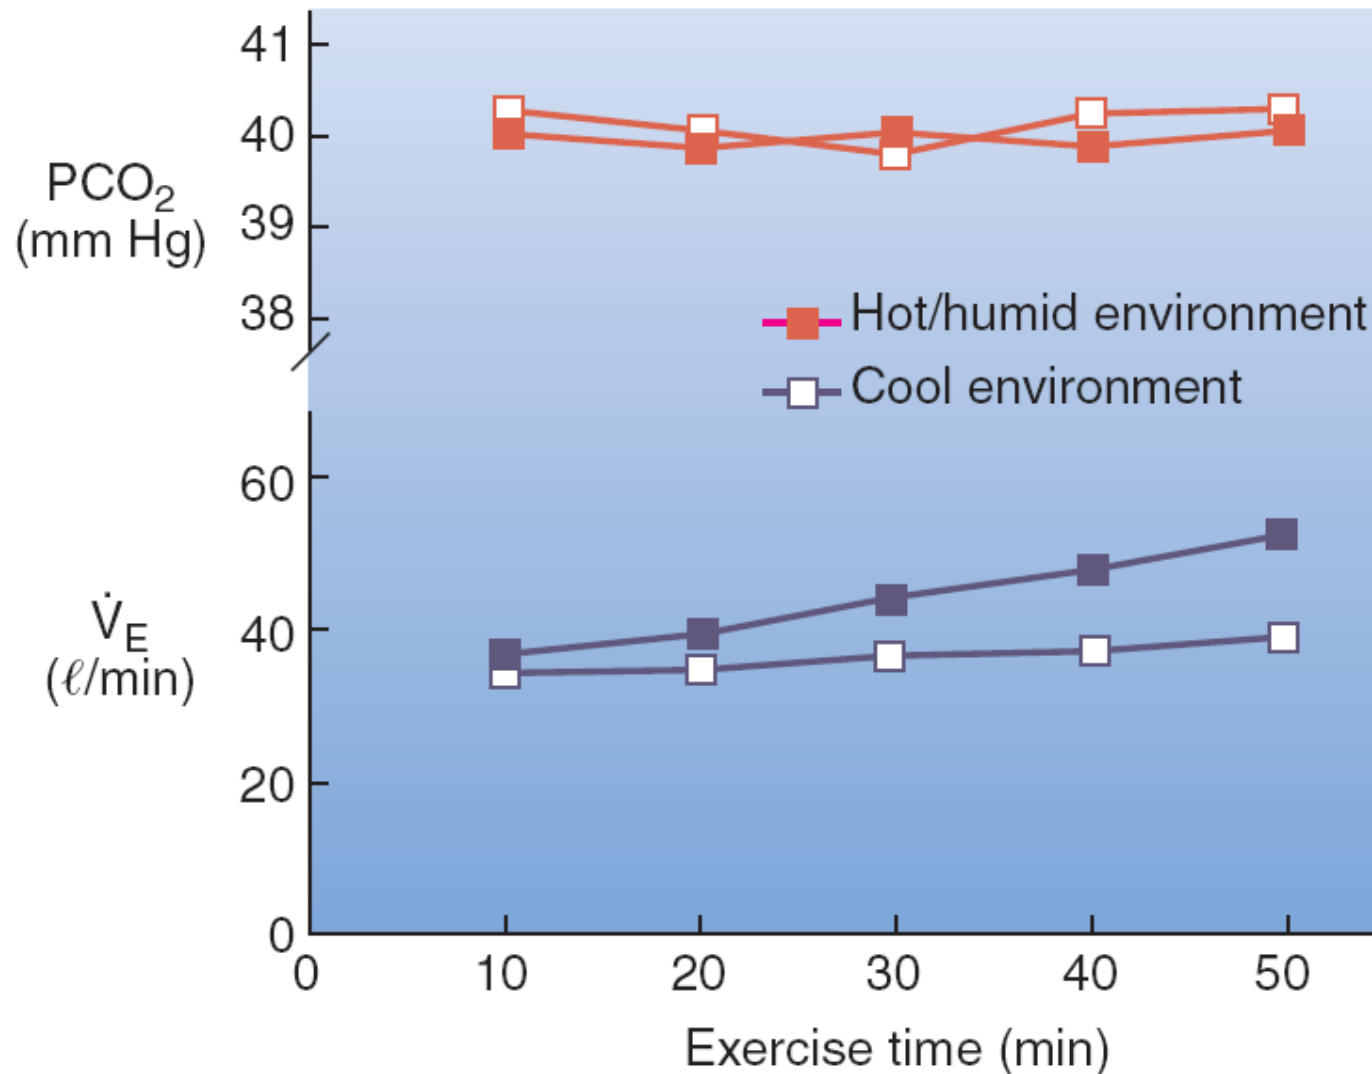 41
40
PCO₂
(mm Hg)
39
38
Hot/humid environment
Cool environment
60
40
V̇E
(ℓ/min)
20
0
0 10 20 30 40 50
Exercise time (min)